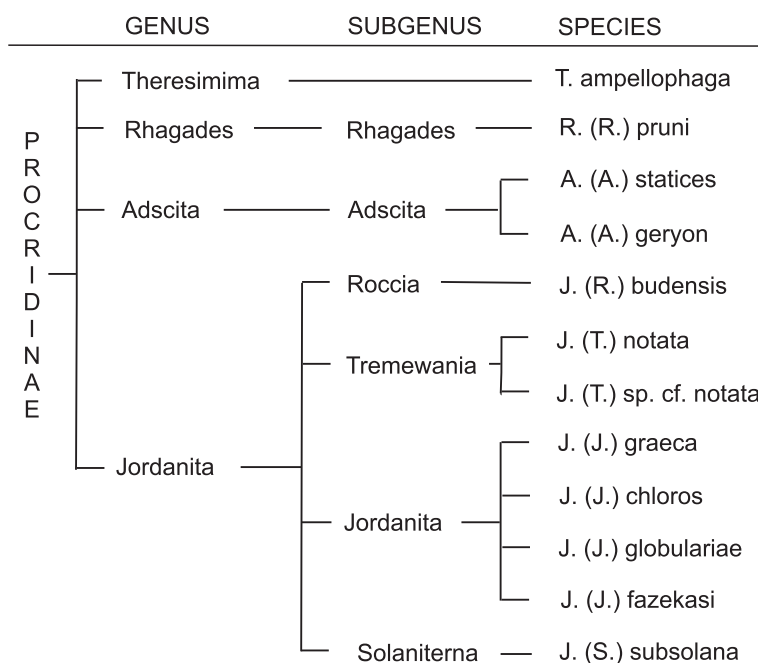 GENUS SUBGENUS SPECIES
PROCRIDINAE
Theresimima T. ampellophaga
Rhagades Rhagades R. (R.) pruni
Adscita Adscita A. (A.) statices
A. (A.) geryon
Roccia J. (R.) budensis
Tremewania J. (T.) notata
J. (T.) sp. cf. notata
Jordanita Jordanita J. (J.) graeca
J. (J.) chloros
J. (J.) globulariae
J. (J.) fazekasi
Solaniterna J. (S.) subsolana